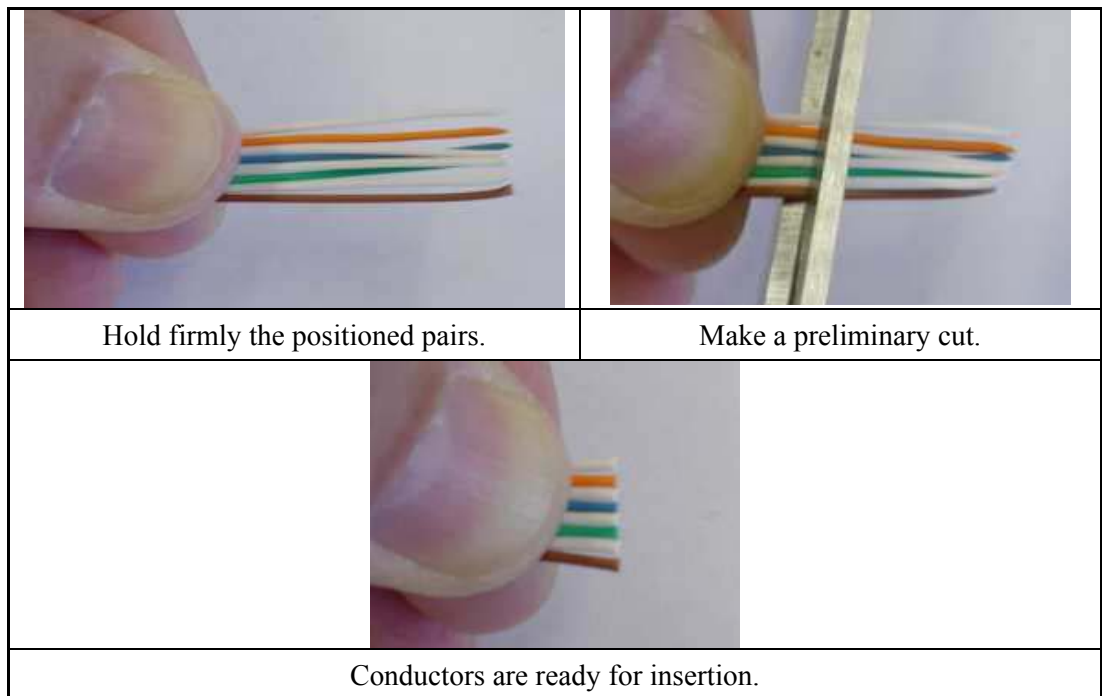 Hold firmly the positioned pairs.
Make a preliminary cut.
Conductors are ready for insertion.